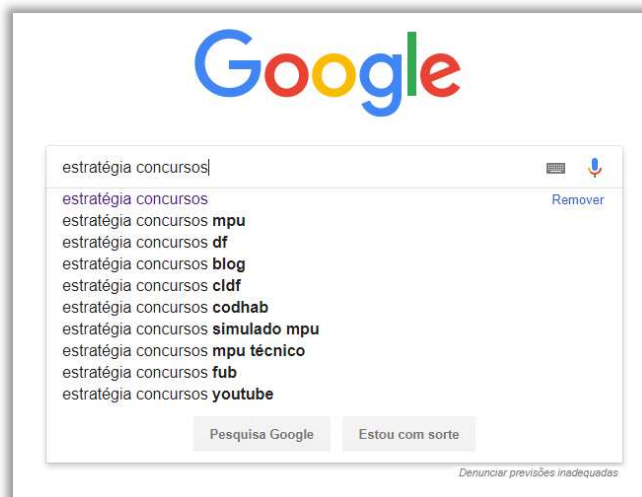 Google
estratégia concursos
estratégia concursos Remover
estratégia concursos mpu
estratégia concursos df
estratégia concursos blog
estratégia concursos cldf
estratégia concursos codhab
estratégia concursos simulado mpu
estratégia concursos mpu técnico
estratégia concursos fub
estratégia concursos youtube
Pesquisa Google Estou com sorte
Denunciar previsões inadequadas